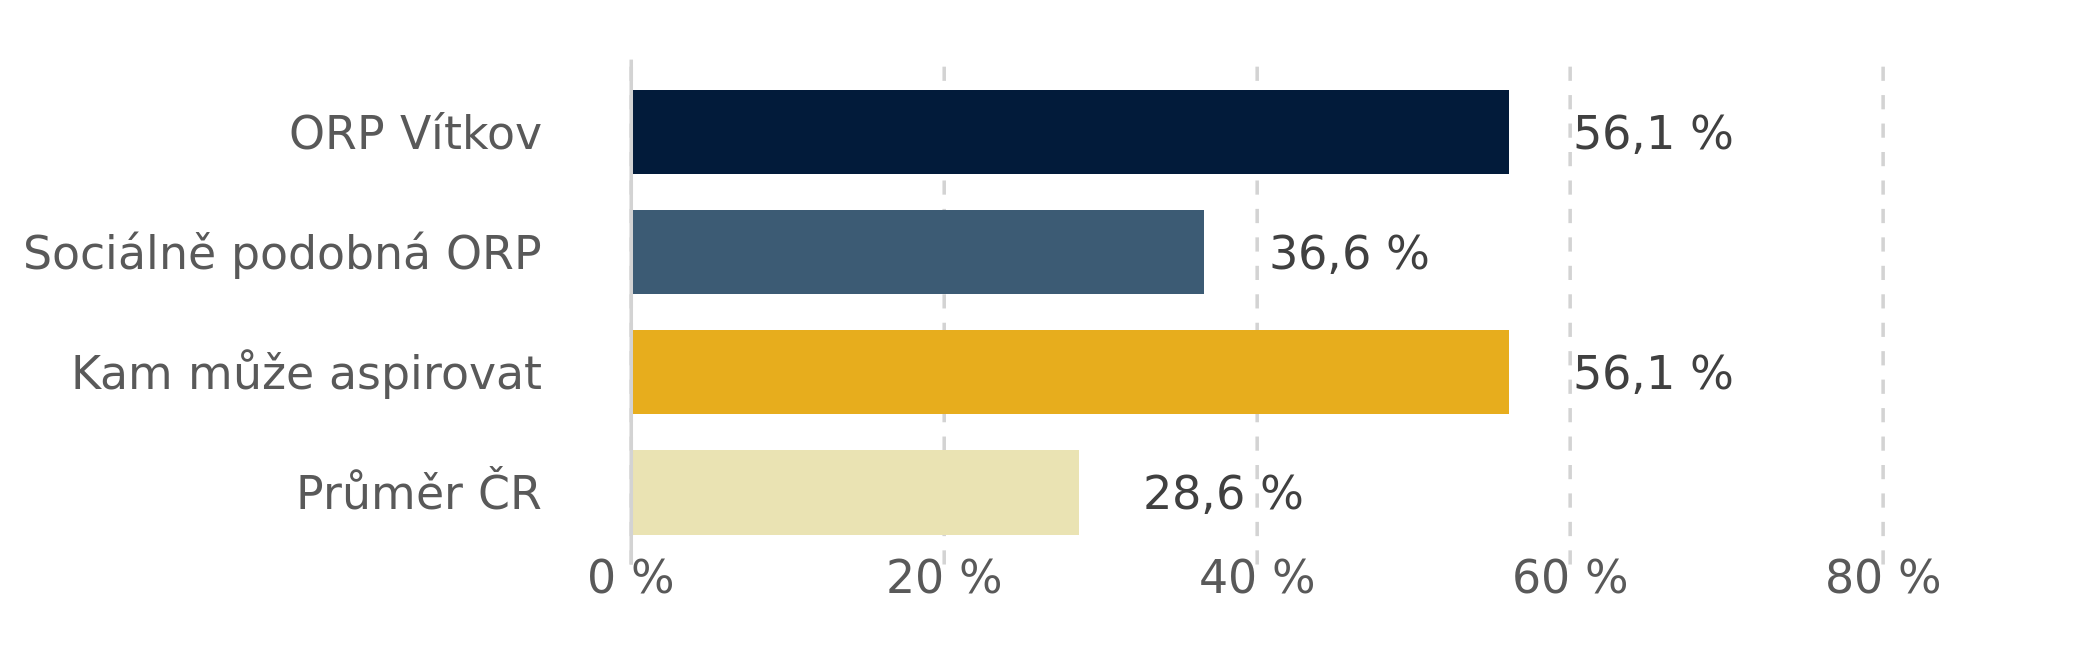 ORP Vítkov 56,1 %
Sociálně podobná ORP 36,6 %
Kam může aspirovat 56,1 %
Průměr ČR 28,6 %
0 % 20 % 40 % 60 % 80 %